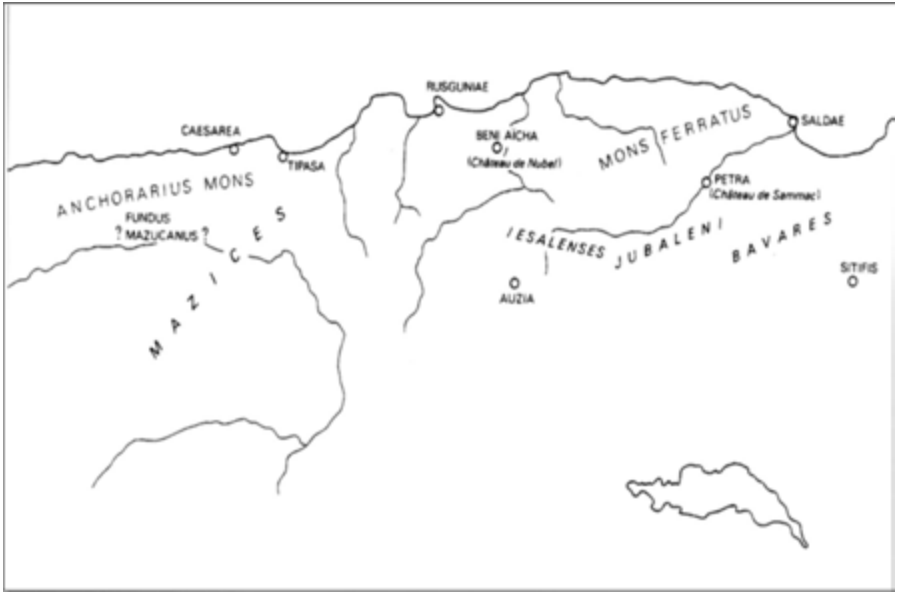 RUSGUNIAE
CAESAREA
TIPASA
BENI AÏCHA
(Château de Nubel)
MONS FERRATUS
SALDAE
ANCHORARIUS MONS
PETRA
(Château de Sammac)
FUNDUS
? MAZUCANUS ?
MAZICES
IESALENSES
JUBALENI
BAVARES
SITIFIS
AUZIA